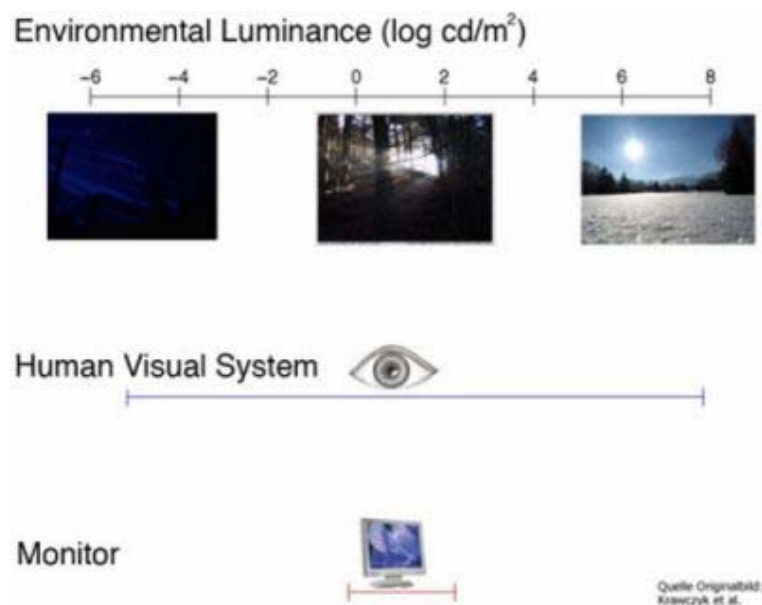 Environmental Luminance (log cd/m²)
−6 −4 −2 0 2 4 6 8
Human Visual System
Monitor
Quelle Originalbild:
Krawczyk et al.